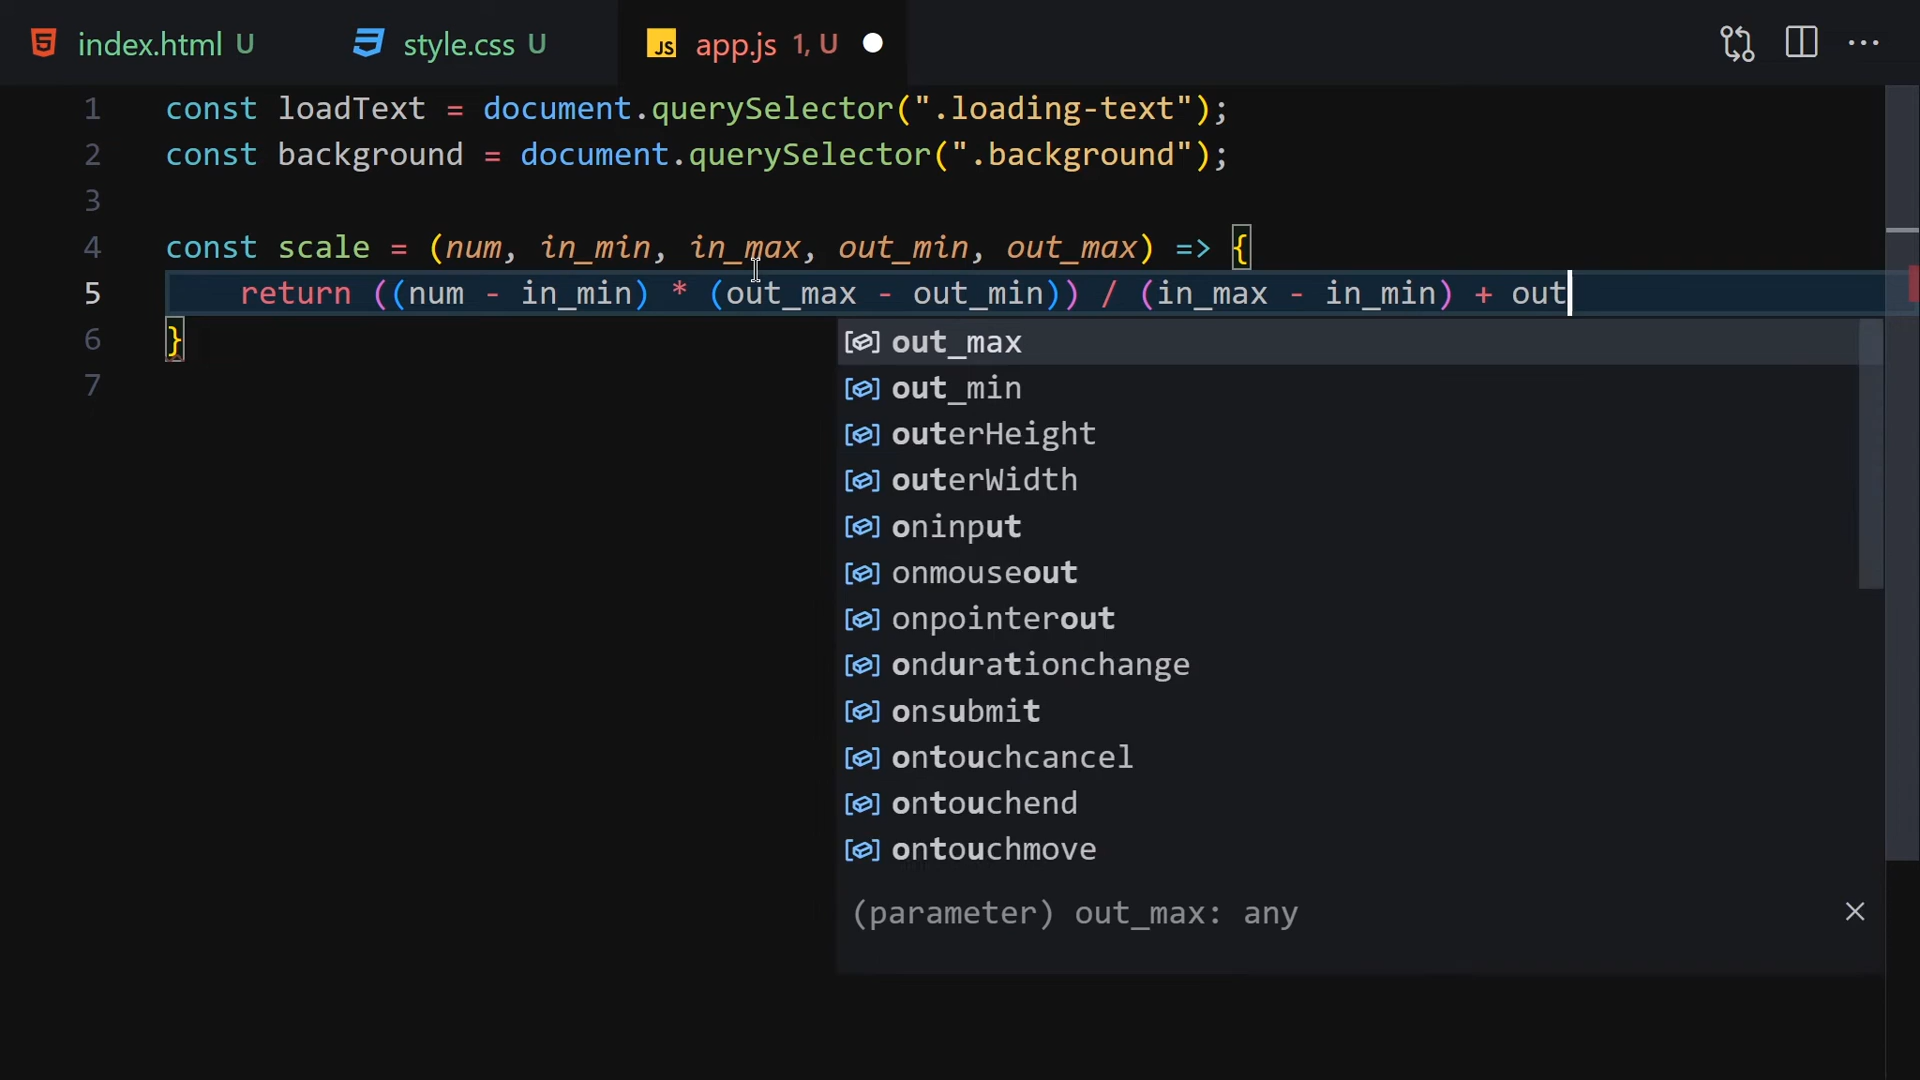 index.html U style.css U JS app.js 1, U
1 const loadText = document.querySelector(".loading-text");
2 const background = document.querySelector(".background");
3
4 const scale = (num, in_min, in_max, out_min, out_max) => {
5 return ((num - in_min) * (out_max - out_min)) / (in_max - in_min) + out
6 }
7
out_max
out_min
outerHeight
outerWidth
oninput
onmouseout
onpointerout
ondurationchange
onsubmit
ontouchcancel
ontouchend
ontouchmove
(parameter) out_max: any